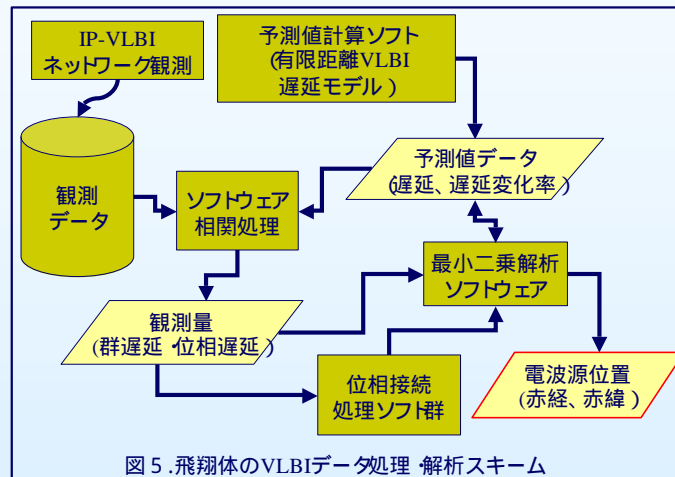 IP-VLBI
ネットワーク観測
予測値計算ソフト
(有限距離VLBI
遅延モデル)
予測値データ
(遅延、遅延変化率)
観測
データ
ソフトウェア
相関処理
最小二乗解析
ソフトウェア
観測量
(群遅延・位相遅延)
位相接続
処理ソフト群
電波源位置
(赤経、赤緯)
図5.飛翔体のVLBIデータ処理・解析スキーム